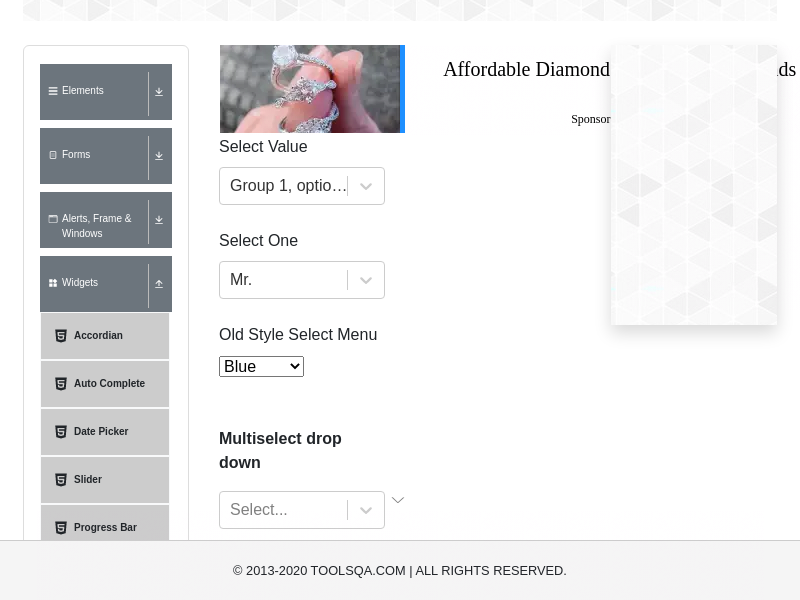 Elements
Forms
Alerts, Frame &
Windows
Widgets
Accordian
Auto Complete
Date Picker
Slider
Progress Bar
Affordable Diamond
ds
Sponsor
Select Value
Group 1, optio...
Select One
Mr.
Old Style Select Menu
Blue
Multiselect drop
down
Select...
© 2013-2020 TOOLSQA.COM | ALL RIGHTS RESERVED.